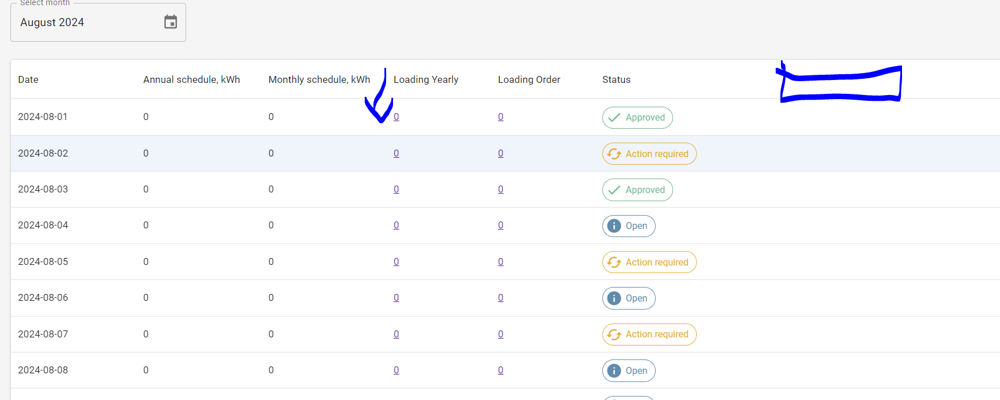 Select month
August 2024
Date Annual schedule, kWh Monthly schedule, kWh Loading Yearly Loading Order Status
2024-08-01 0 0 0 0 Approved
2024-08-02 0 0 0 0 Action required
2024-08-03 0 0 0 0 Approved
2024-08-04 0 0 0 0 Open
2024-08-05 0 0 0 0 Action required
2024-08-06 0 0 0 0 Open
2024-08-07 0 0 0 0 Action required
2024-08-08 0 0 0 0 Open